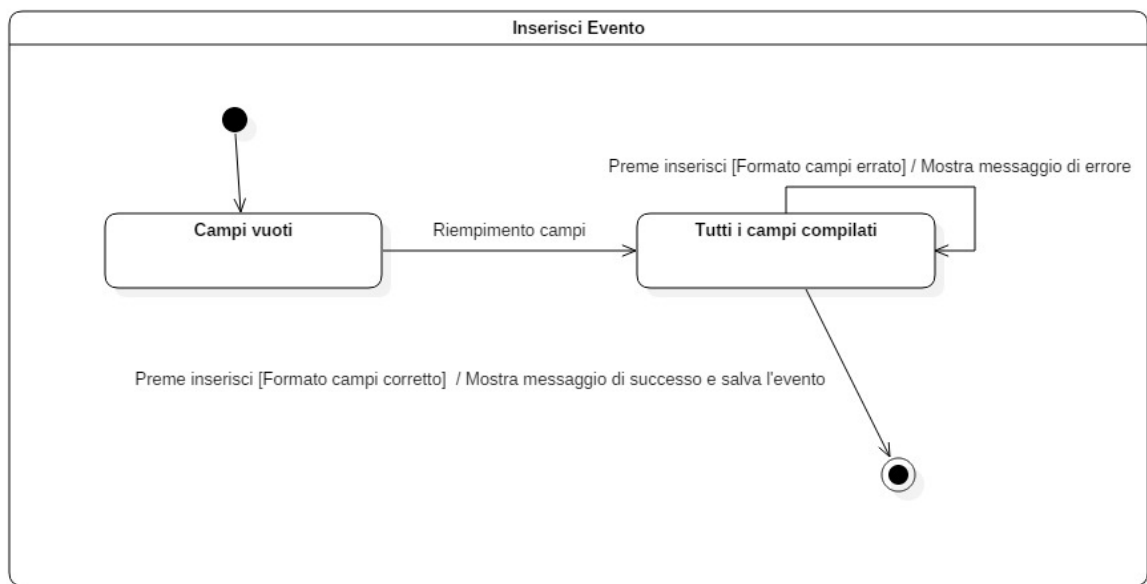 Inserisci Evento
Preme inserisci [Formato campi errato] / Mostra messaggio di errore
Campi vuoti
Riempimento campi
Tutti i campi compilati
Preme inserisci [Formato campi corretto]  / Mostra messaggio di successo e salva l'evento